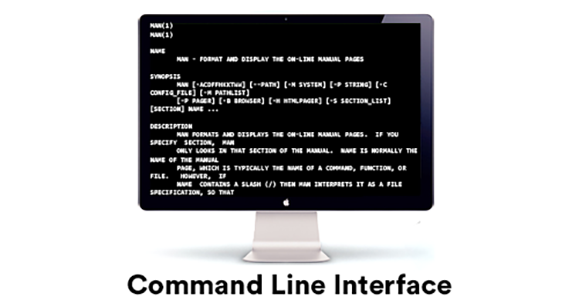 MAN(1)
MAN(1)
NAME
MAN - FORMAT AND DISPLAY THE ON-LINE MANUAL PAGES
SYNOPSIS
MAN [-ACDFFHKKTWW] [--PATH] [-M SYSTEM] [-P STRING] [-C
CONFIG_FILE] [-M PATHLIST]
[-P PAGER] [-B BROWSER] [-H HTMLPAGER] [-S SECTION_LIST]
[SECTION] NAME ...
DESCRIPTION
MAN FORMATS AND DISPLAYS THE ON-LINE MANUAL PAGES. IF YOU
SPECIFY SECTION, MAN
ONLY LOOKS IN THAT SECTION OF THE MANUAL. NAME IS NORMALLY THE
NAME OF THE MANUAL
PAGE, WHICH IS TYPICALLY THE NAME OF A COMMAND, FUNCTION, OR
FILE. HOWEVER, IF
NAME CONTAINS A SLASH (/) THEN MAN INTERPRETS IT AS A FILE
SPECIFICATION, SO THAT
Command Line Interface